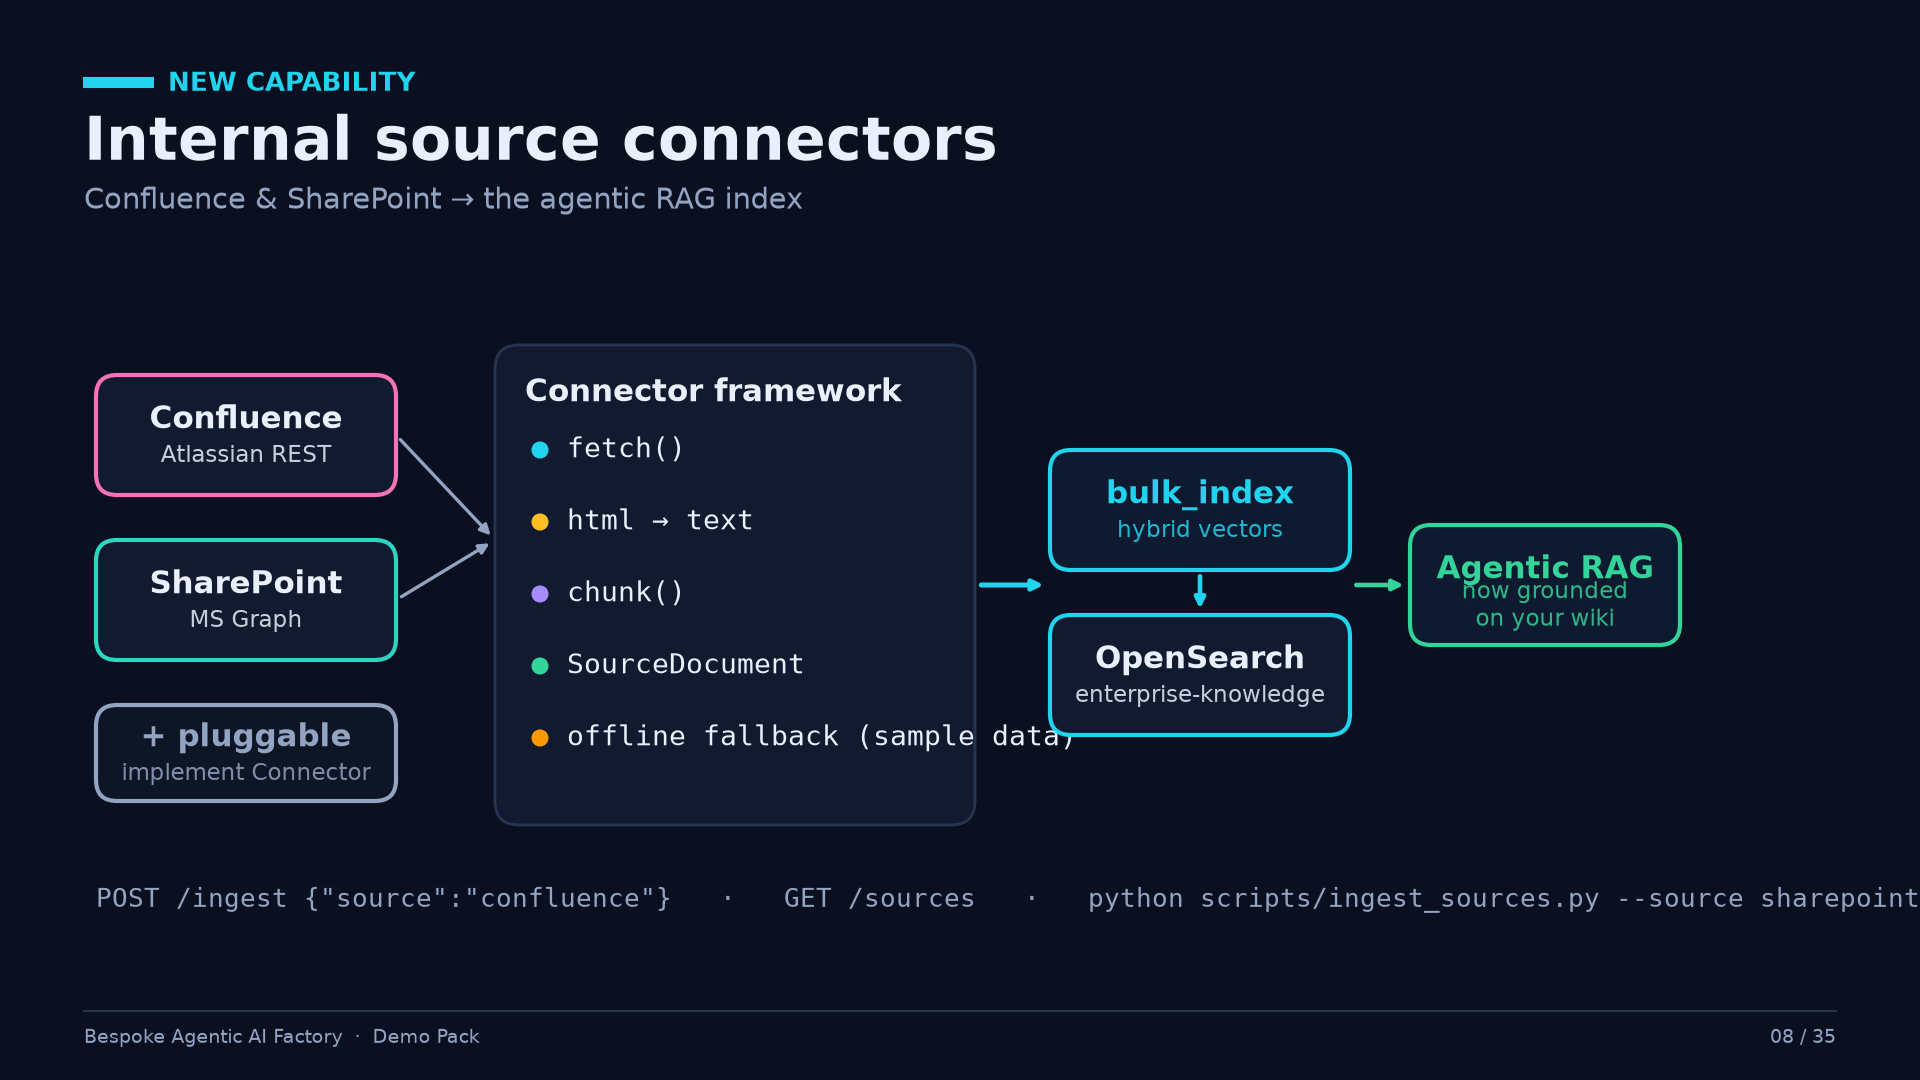 NEW CAPABILITY
Internal source connectors
Confluence & SharePoint → the agentic RAG index
Confluence
Atlassian REST
SharePoint
MS Graph
+ pluggable
implement Connector
Connector framework
fetch()
html → text
chunk()
SourceDocument
offline fallback (sample data)
bulk_index
hybrid vectors
OpenSearch
enterprise-knowledge
Agentic RAG
now grounded
on your wiki
POST /ingest {"source":"confluence"}   ·   GET /sources   ·   python scripts/ingest_sources.py --source sharepoint
Bespoke Agentic AI Factory  ·  Demo Pack
08 / 35